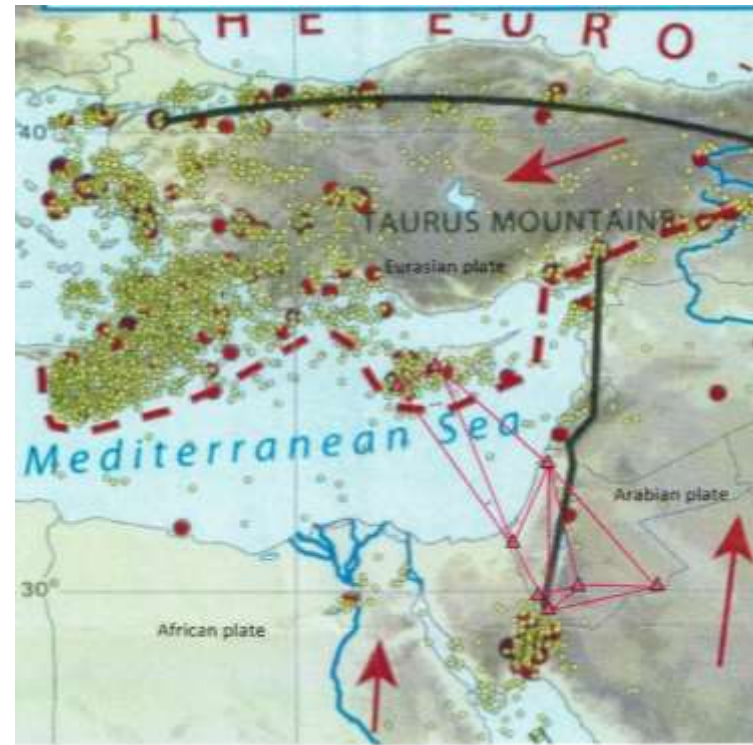 THE EURO
40
TAURUS MOUNTAINS
Eurasian plate
Mediterranean Sea
Arabian plate
30°
African plate